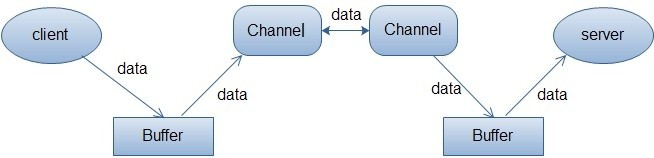 client
data
Buffer
data
Channel
data
Channel
data
Buffer
data
server